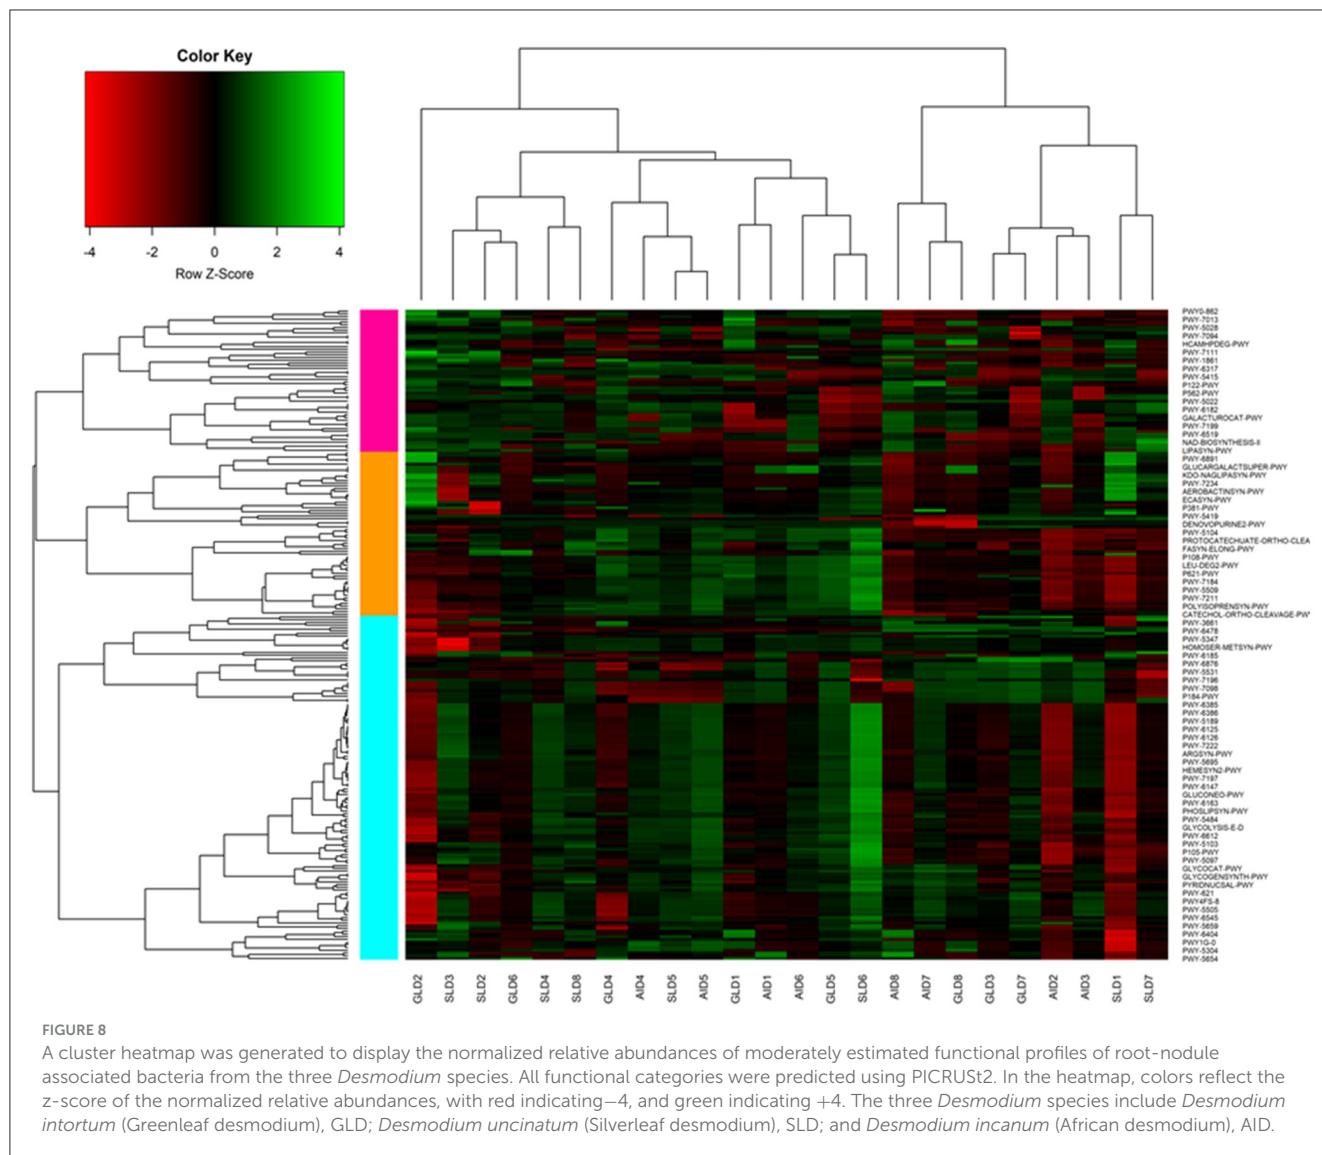 Color Key
-4 -2 0 2 4
Row Z-Score
PWY0-862
PWY-7013
PWY-5028
PWY-7094
HCAMHPDEG-PWY
PWY-7111
PWY-1861
PWY-6317
PWY-5415
P122-PWY
P562-PWY
PWY-5022
PWY-6182
GALACTUROCAT-PWY
PWY-7199
PWY-6519
NAD-BIOSYNTHESIS-II
LIPASYN-PWY
PWY-6891
GLUCARGALACTSUPER-PWY
KDO-NAGLIPASYN-PWY
PWY-7234
AEROBACTINSYN-PWY
ECASYN-PWY
P381-PWY
PWY-5419
DENOVOPURINE2-PWY
PWY-5104
PROTOCATECHUATE-ORTHO-CLEA
FASYN-ELONG-PWY
P108-PWY
LEU-DEG2-PWY
P621-PWY
PWY-7184
PWY-5509
PWY-7211
POLYISOPRENSYN-PWY
CATECHOL-ORTHO-CLEAVAGE-PW
PWY-3661
PWY-6478
PWY-5347
HOMOSER-METSYN-PWY
PWY-6185
PWY-6876
PWY-5531
PWY-7196
PWY-7098
P184-PWY
PWY-6385
PWY-6386
PWY-5189
PWY-6125
PWY-6126
PWY-7222
ARGSYN-PWY
PWY-5695
HEMESYN2-PWY
PWY-7197
PWY-6147
GLUCONEO-PWY
PWY-6163
PHOSLIPSYN-PWY
PWY-5484
GLYCOLYSIS-E-D
PWY-6612
PWY-5103
P105-PWY
PWY-5097
GLYCOCAT-PWY
GLYCOGENSYNTH-PWY
PYRIDNUCSAL-PWY
PWY-621
PWY4FS-8
PWY-5505
PWY-6545
PWY-5659
PWY-6404
PWY1G-0
PWY-5304
PWY-5654
GLD2 SLD3 SLD2 GLD6 SLD4 SLD8 GLD4 AID4 SLD5 AID5 GLD1 AID1 AID6 GLD5 SLD6 AID8 AID7 GLD8 GLD3 GLD7 AID2 AID3 SLD1 SLD7
FIGURE 8
A cluster heatmap was generated to display the normalized relative abundances of moderately estimated functional profiles of root-nodule
associated bacteria from the three Desmodium species. All functional categories were predicted using PICRUSt2. In the heatmap, colors reflect the
z-score of the normalized relative abundances, with red indicating−4, and green indicating +4. The three Desmodium species include Desmodium
intortum (Greenleaf desmodium), GLD; Desmodium uncinatum (Silverleaf desmodium), SLD; and Desmodium incanum (African desmodium), AID.